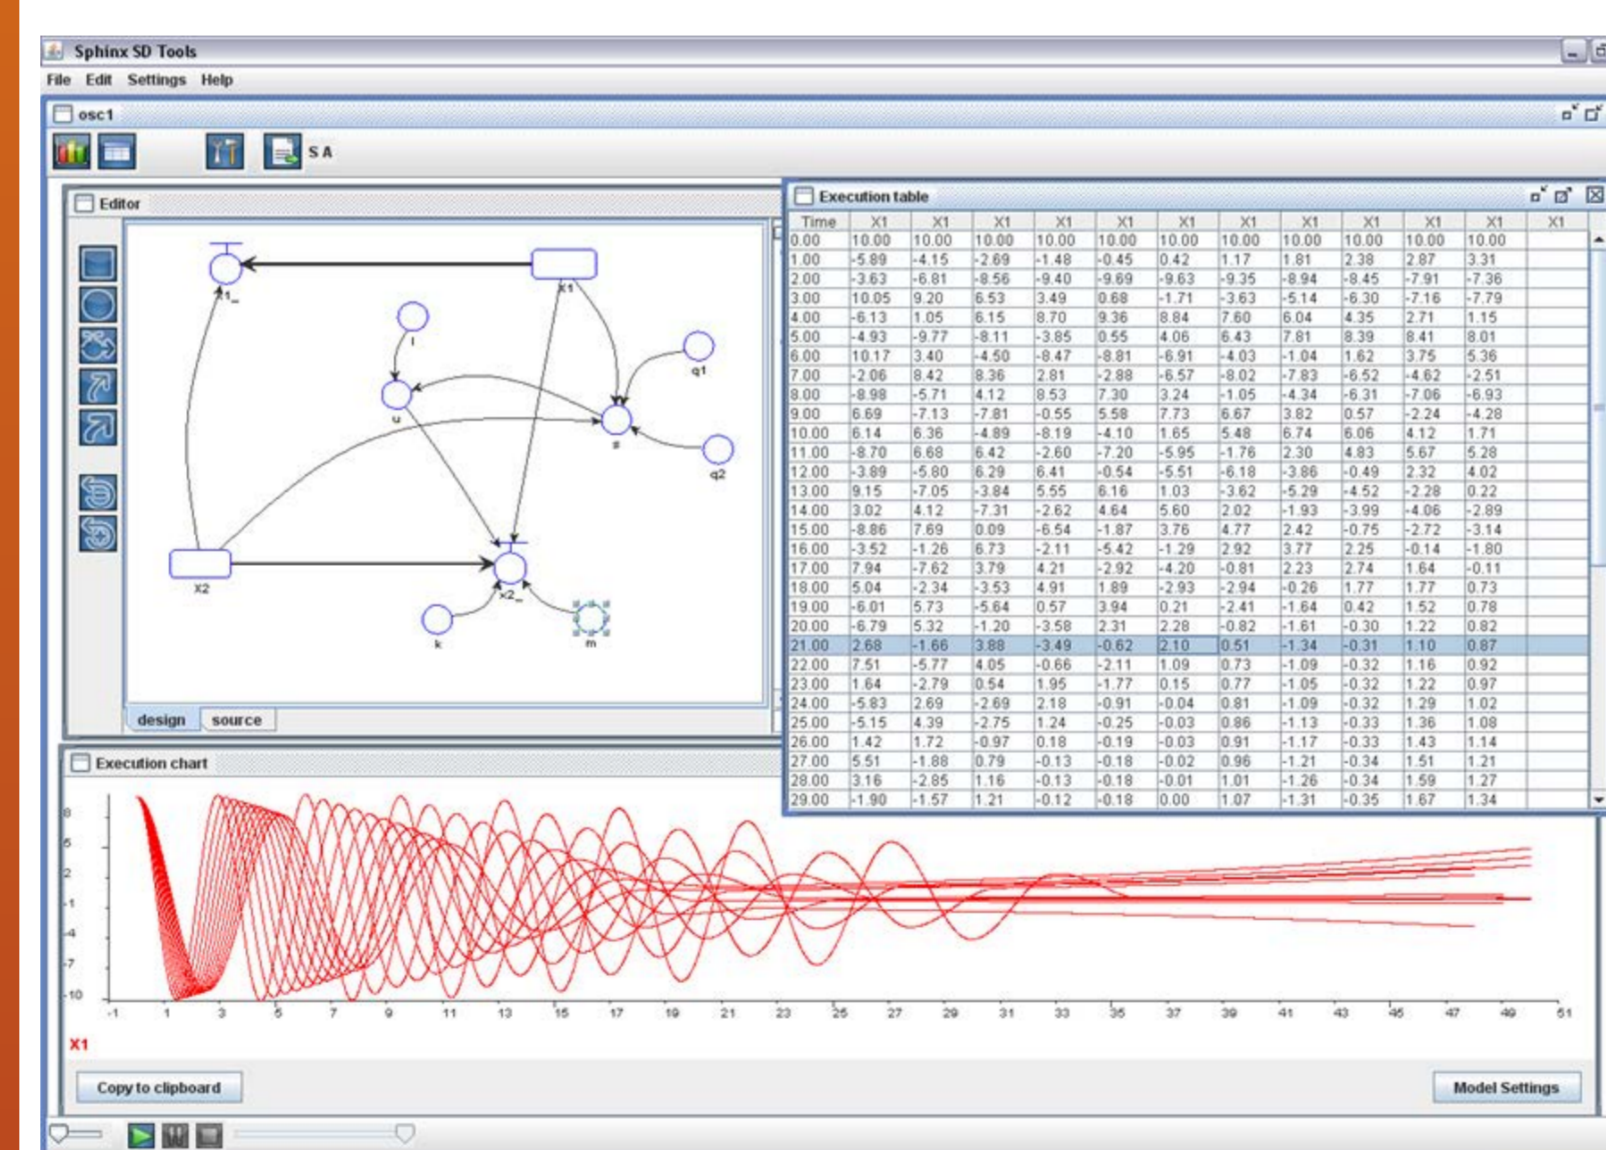 Sphinx SD Tools
File Edit Settings Help
osc1
S A
Editor
X1
l
q1
u
s
q2
X2
x2_
k
m
design source
Execution table
Time X1 X1 X1 X1 X1 X1 X1 X1 X1 X1 X1 X1
0.00 10.00 10.00 10.00 10.00 10.00 10.00 10.00 10.00 10.00 10.00 10.00
1.00 -5.89 -4.15 -2.69 -1.48 -0.45 0.42 1.17 1.81 2.38 2.87 3.31
2.00 -3.63 -6.81 -8.56 -9.40 -9.69 -9.63 -9.35 -8.94 -8.45 -7.91 -7.36
3.00 10.05 9.20 6.53 3.49 0.68 -1.71 -3.63 -5.14 -6.30 -7.16 -7.79
4.00 -6.13 1.05 6.15 8.70 9.36 8.84 7.60 6.04 4.35 2.71 1.15
5.00 -4.93 -9.77 -8.11 -3.85 0.55 4.06 6.43 7.81 8.39 8.41 8.01
6.00 10.17 3.40 -4.50 -8.47 -8.81 -6.91 -4.03 -1.04 1.62 3.75 5.36
7.00 -2.06 8.42 8.36 2.81 -2.88 -6.57 -8.02 -7.83 -6.52 -4.62 -2.51
8.00 -8.98 -5.71 4.12 8.53 7.30 3.24 -1.05 -4.34 -6.31 -7.06 -6.93
9.00 6.69 -7.13 -7.81 -0.55 5.58 7.73 6.67 3.82 0.57 -2.24 -4.28
10.00 6.14 6.36 -4.89 -8.19 -4.10 1.65 5.48 6.74 6.06 4.12 1.71
11.00 -8.70 6.68 6.42 -2.60 -7.20 -5.95 -1.76 2.30 4.83 5.67 5.28
12.00 -3.89 -5.80 6.29 6.41 -0.54 -5.51 -6.18 -3.86 -0.49 2.32 4.02
13.00 9.15 -7.05 -3.84 5.55 6.16 1.03 -3.62 -5.29 -4.52 -2.28 0.22
14.00 3.02 4.12 -7.31 -2.62 4.64 5.60 2.02 -1.93 -3.99 -4.06 -2.89
15.00 -8.86 7.69 0.09 -6.54 -1.87 3.76 4.77 2.42 -0.75 -2.72 -3.14
16.00 -3.52 -1.26 6.73 -2.11 -5.42 -1.29 2.92 3.77 2.25 -0.14 -1.80
17.00 7.94 -7.62 3.79 4.21 -2.92 -4.20 -0.81 2.23 2.74 1.64 -0.11
18.00 5.04 -2.34 -3.53 4.91 1.89 -2.93 -2.94 -0.26 1.77 1.77 0.73
19.00 -6.01 5.73 -5.64 0.57 3.94 0.21 -2.41 -1.64 0.42 1.52 0.78
20.00 -6.79 5.32 -1.20 -3.58 2.31 2.28 -0.82 -1.61 -0.30 1.22 0.82
21.00 2.68 -1.66 3.88 -3.49 -0.62 2.10 0.51 -1.34 -0.31 1.10 0.87
22.00 7.51 -5.77 4.05 -0.66 -2.11 1.09 0.73 -1.09 -0.32 1.16 0.92
23.00 1.64 -2.79 0.54 1.95 -1.77 0.15 0.77 -1.05 -0.32 1.22 0.97
24.00 -5.83 2.69 -2.69 2.18 -0.91 -0.04 0.81 -1.09 -0.32 1.29 1.02
25.00 -5.15 4.39 -2.75 1.24 -0.25 -0.03 0.86 -1.13 -0.33 1.36 1.08
26.00 1.42 1.72 -0.97 0.18 -0.19 -0.03 0.91 -1.17 -0.33 1.43 1.14
27.00 5.51 -1.88 0.79 -0.13 -0.18 -0.02 0.96 -1.21 -0.34 1.51 1.21
28.00 3.16 -2.85 1.16 -0.13 -0.18 -0.01 1.01 -1.26 -0.34 1.59 1.27
29.00 -1.90 -1.57 1.21 -0.12 -0.18 0.00 1.07 -1.31 -0.35 1.67 1.34
Execution chart
8
5
2
-1
-4
-7
-10
-1 1 3 5 7 9 11 13 15 17 19 21 23 25 27 29 31 33 35 37 39 41 43 45 47 49 51
X1
Copy to clipboard
Model Settings